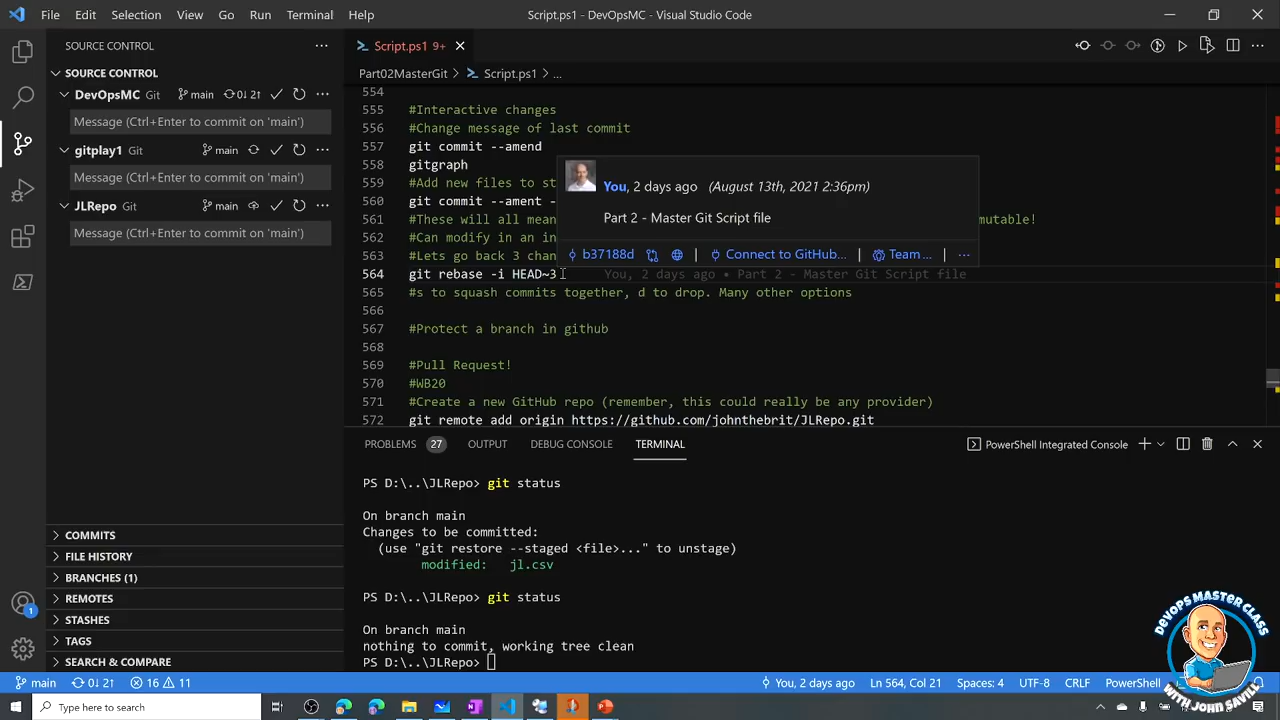 File Edit Selection View Go Run Terminal Help Script.ps1 - DevOpsMC - Visual Studio Code
SOURCE CONTROL ...
SOURCE CONTROL
DevOpsMC Git main 0↓ 2↑ ...
Message (Ctrl+Enter to commit on 'main')
gitplay1 Git main ...
Message (Ctrl+Enter to commit on 'main')
JLRepo Git main ...
Message (Ctrl+Enter to commit on 'main')
COMMITS
FILE HISTORY
BRANCHES (1)
REMOTES
STASHES
TAGS
SEARCH & COMPARE
1
Script.ps1 9+
Part02MasterGit > Script.ps1 > ...
554
555 #Interactive changes
556 #Change message of last commit
557 git commit --amend
558 gitgraph
559 #Add new files to st
560 git commit --ament -
561 #These will all mean mutable!
562 #Can modify in an in
563 #Lets go back 3 chan
564 git rebase -i HEAD~3 You, 2 days ago • Part 2 - Master Git Script file
565 #s to squash commits together, d to drop. Many other options
566
567 #Protect a branch in github
568
569 #Pull Request!
570 #WB20
571 #Create a new GitHub repo (remember, this could really be any provider)
572 git remote add origin https://github.com/johnthebrit/JLRepo.git
You, 2 days ago (August 13th, 2021 2:36pm)
Part 2 - Master Git Script file
b37188d | Connect to GitHub... | Team... ...
PROBLEMS 27 OUTPUT DEBUG CONSOLE TERMINAL PowerShell Integrated Console
PS D:\..\JLRepo> git status
On branch main
Changes to be committed:
(use "git restore --staged <file>..." to unstage)
modified: jl.csv
PS D:\..\JLRepo> git status
On branch main
nothing to commit, working tree clean
PS D:\..\JLRepo>
DEVOPS MASTER CLASS
WITH JOHN SAVILL
main 0↓ 2↑ 16 11 You, 2 days ago Ln 564, Col 21 Spaces: 4 UTF-8 CRLF PowerShell
Type here to search